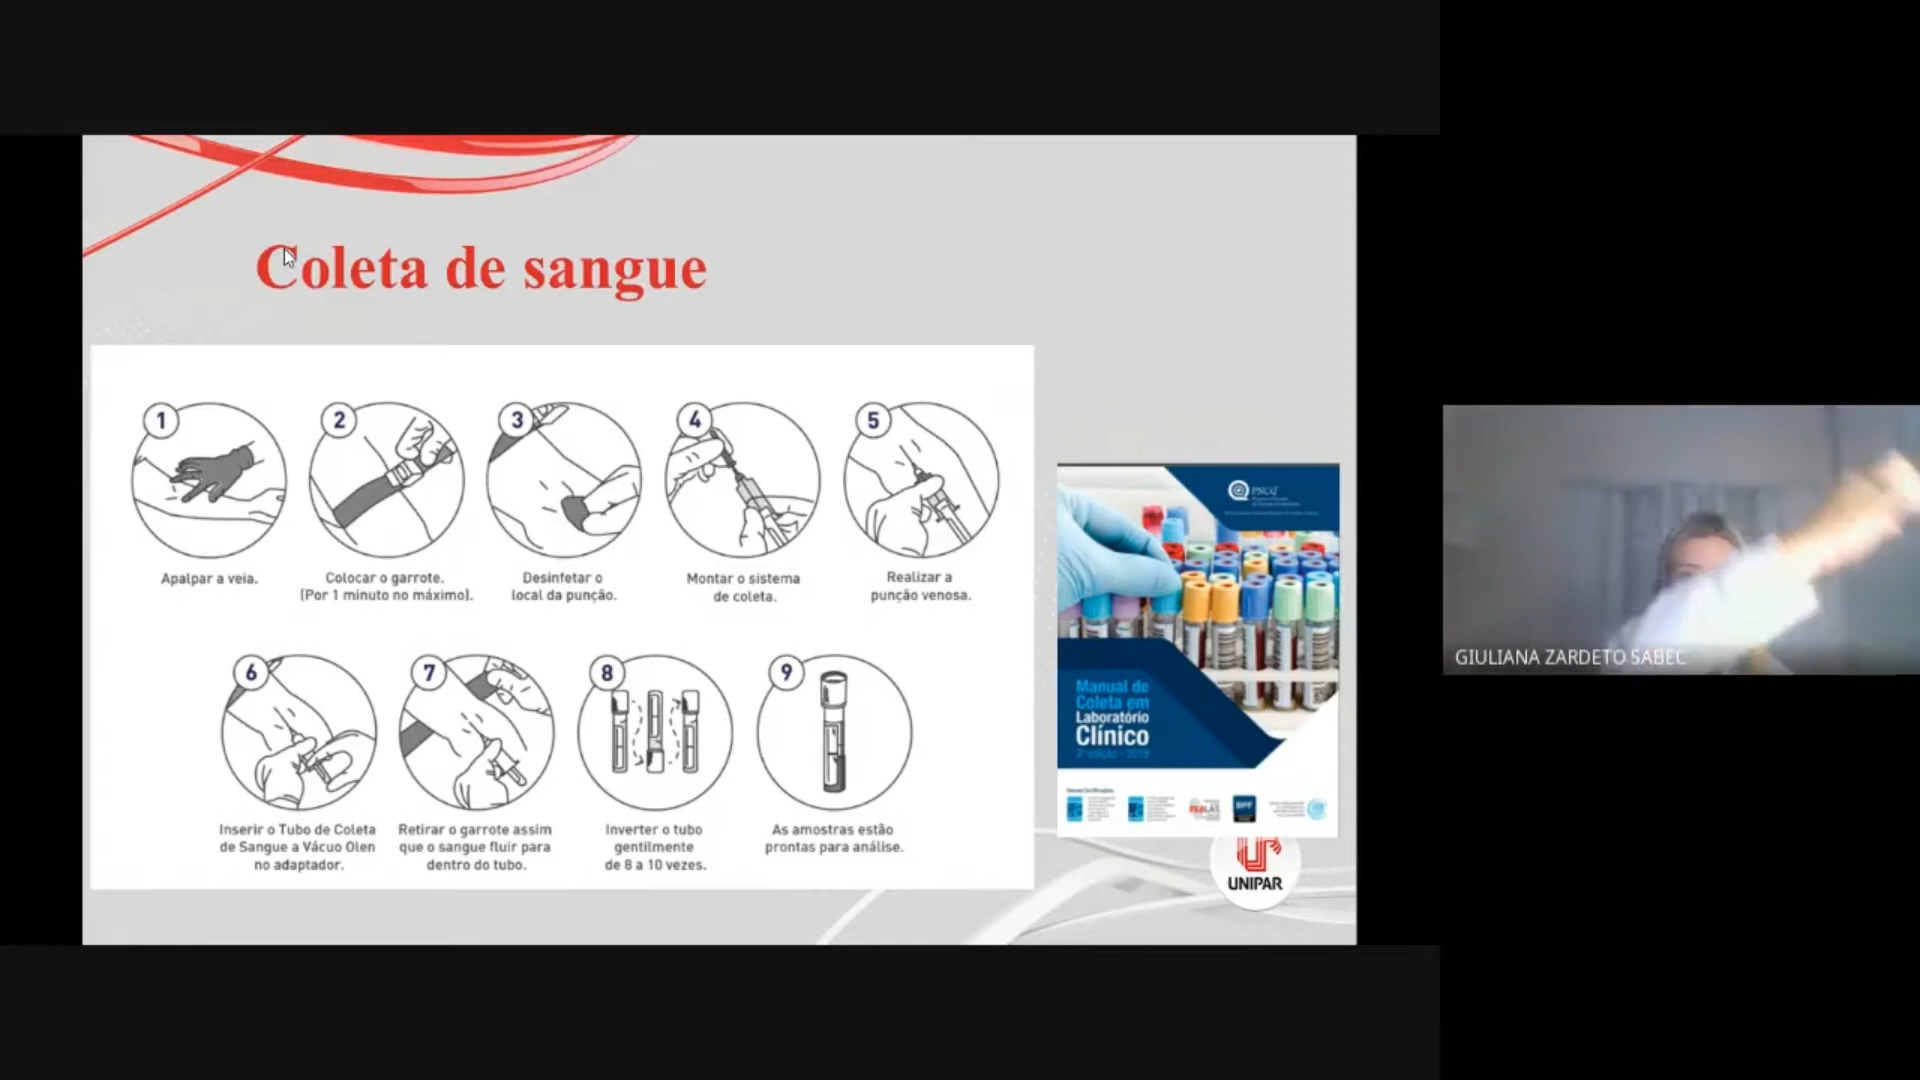 Coleta de sangue
1
2
3
4
5
Apalpar a veia.
Colocar o garrote.
(Por 1 minuto no máximo).
Desinfetar o
local da punção.
Montar o sistema
de coleta.
Realizar a
punção venosa.
6
7
8
9
Inserir o Tubo de Coleta
de Sangue a Vácuo Olen
no adaptador.
Retirar o garrote assim
que o sangue fluir para
dentro do tubo.
Inverter o tubo
gentilmente
de 8 a 10 vezes.
As amostras estão
prontas para análise.
PNCQ
Manual de
Coleta em
Laboratório
Clínico
UNIPAR
GIULIANA ZARDETO SABEC